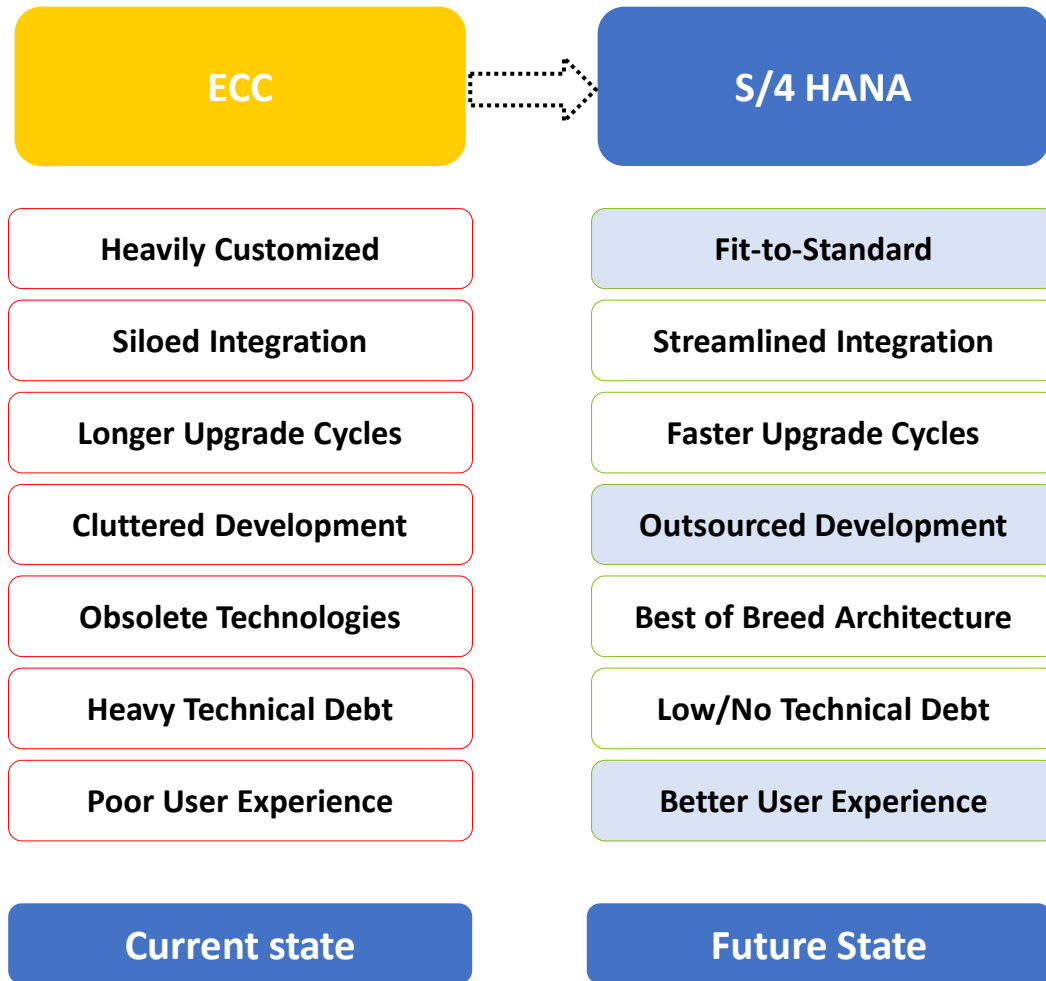 ECC
S/4 HANA
Heavily Customized
Fit-to-Standard
Siloed Integration
Streamlined Integration
Longer Upgrade Cycles
Faster Upgrade Cycles
Cluttered Development
Outsourced Development
Obsolete Technologies
Best of Breed Architecture
Heavy Technical Debt
Low/No Technical Debt
Poor User Experience
Better User Experience
Current state
Future State